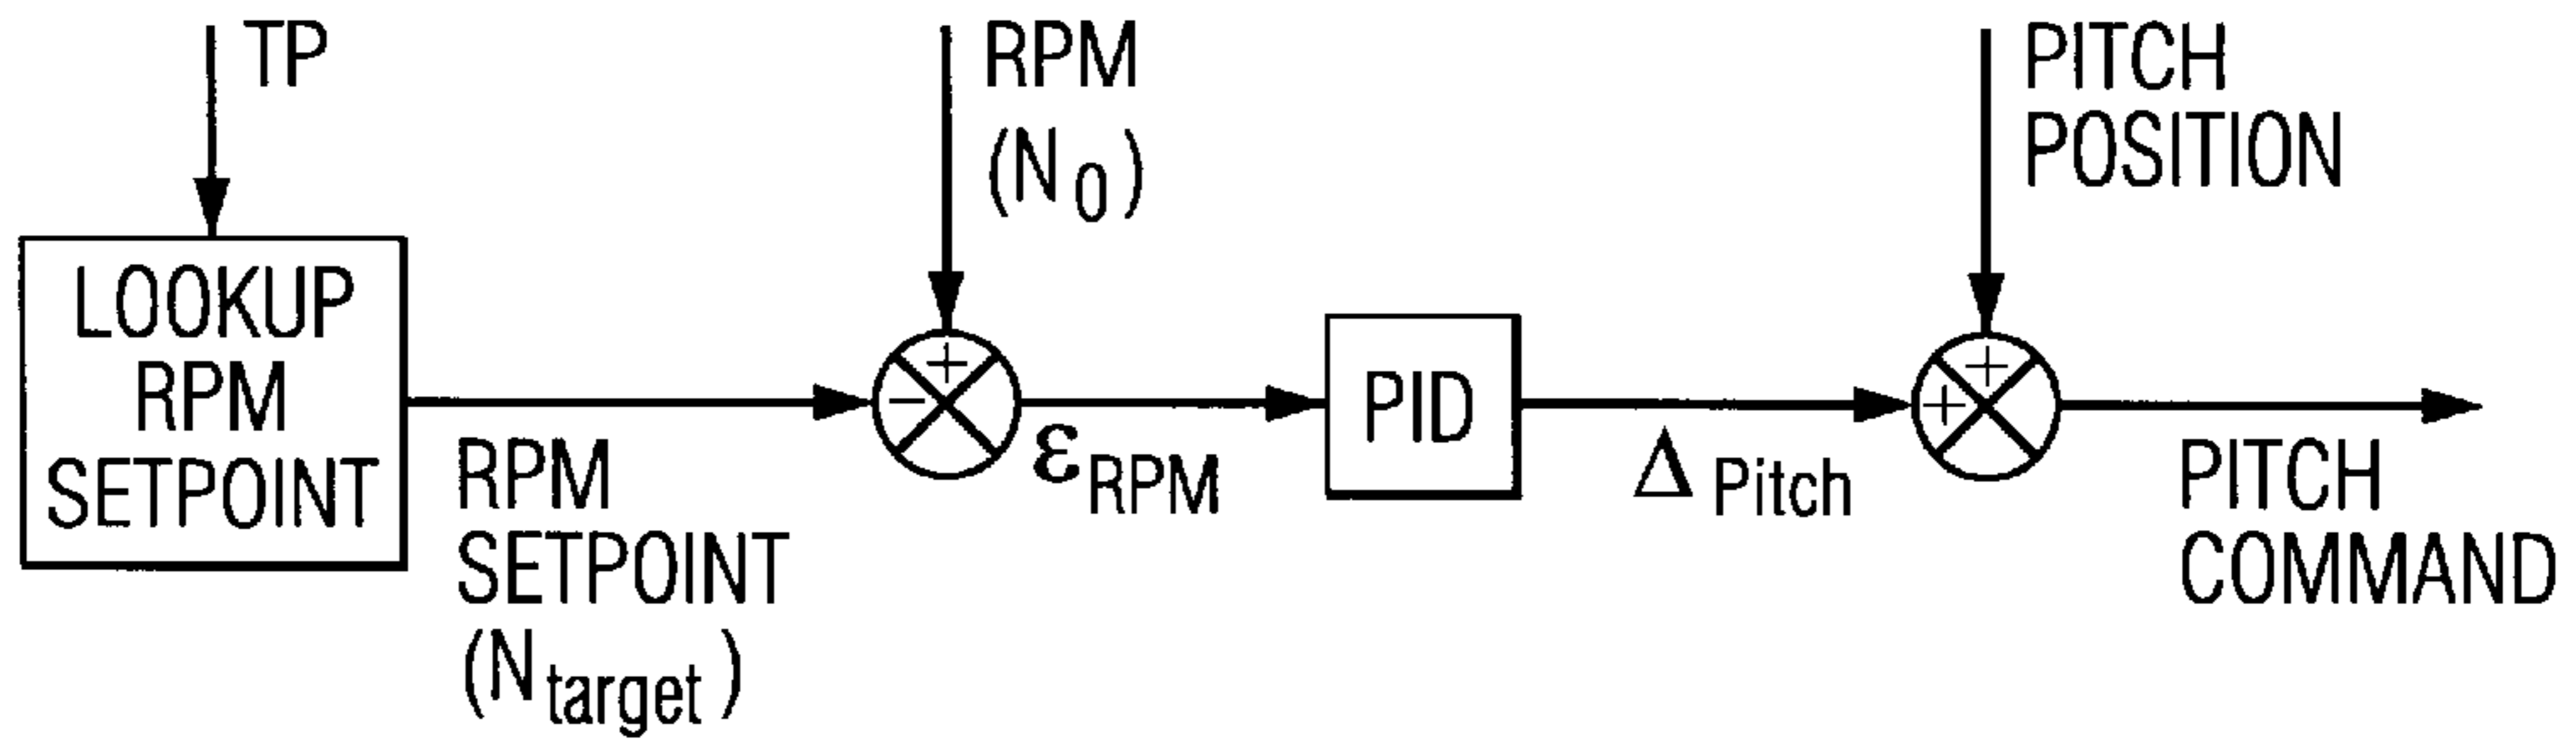 TP
LOOKUP
RPM
SETPOINT
RPM
SETPOINT
(Ntarget)
RPM
(N0)
+
−
εRPM
PID
ΔPitch
PITCH
POSITION
+
+
PITCH
COMMAND